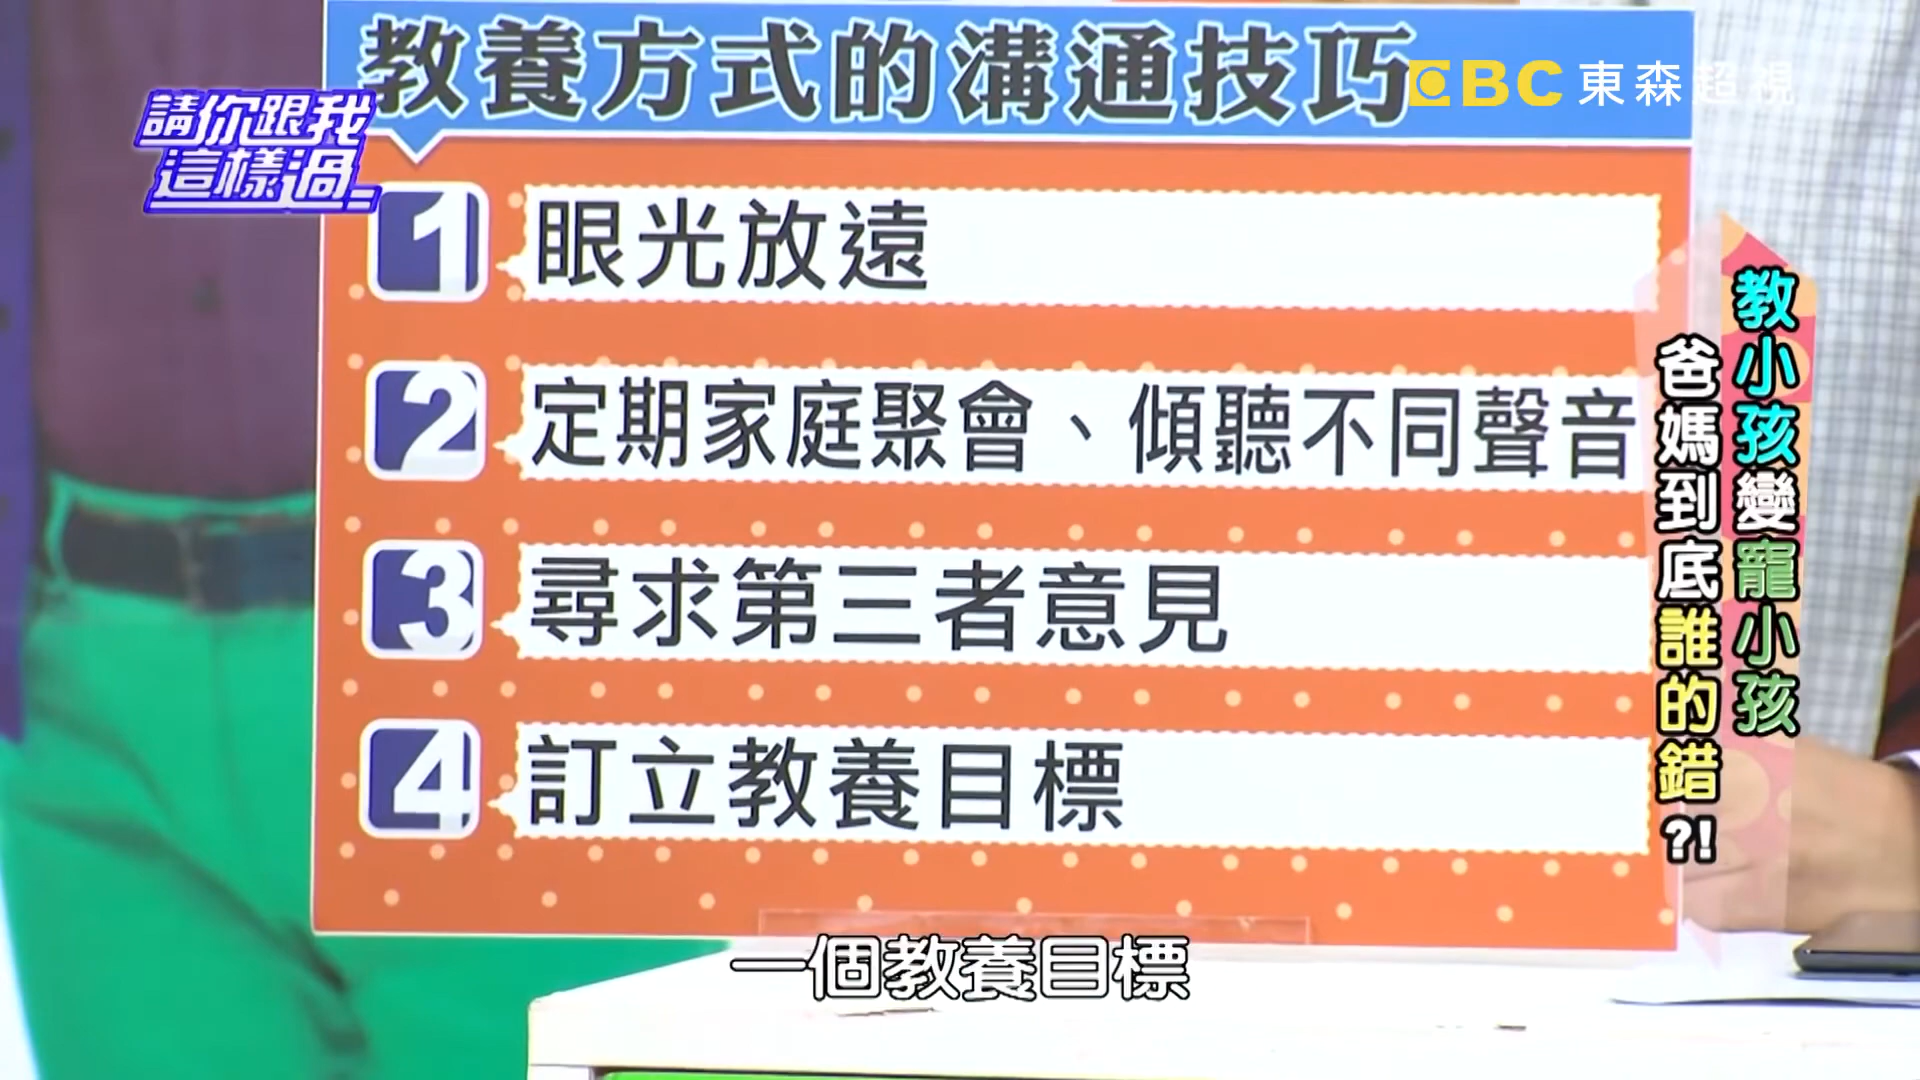 教養方式的溝通技巧
EBC 東森超視
請你跟我
這樣過
1 眼光放遠
2 定期家庭聚會、傾聽不同聲音
3 尋求第三者意見
4 訂立教養目標
教小孩變寵小孩
爸媽到底誰的錯?!
一個教養目標